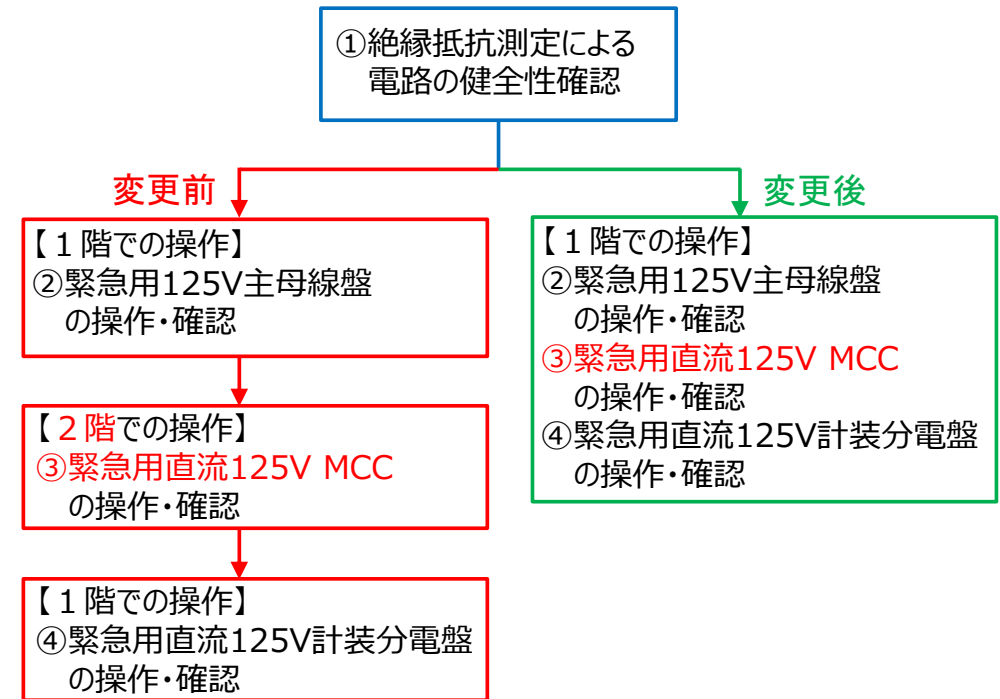 ①絶縁抵抗測定による
電路の健全性確認
変更前
変更後
【１階での操作】
②緊急用125V主母線盤
の操作・確認
【２階での操作】
③緊急用直流125V MCC
の操作・確認
【１階での操作】
④緊急用直流125V計装分電盤
の操作・確認
【１階での操作】
②緊急用125V主母線盤
の操作・確認
③緊急用直流125V MCC
の操作・確認
④緊急用直流125V計装分電盤
の操作・確認